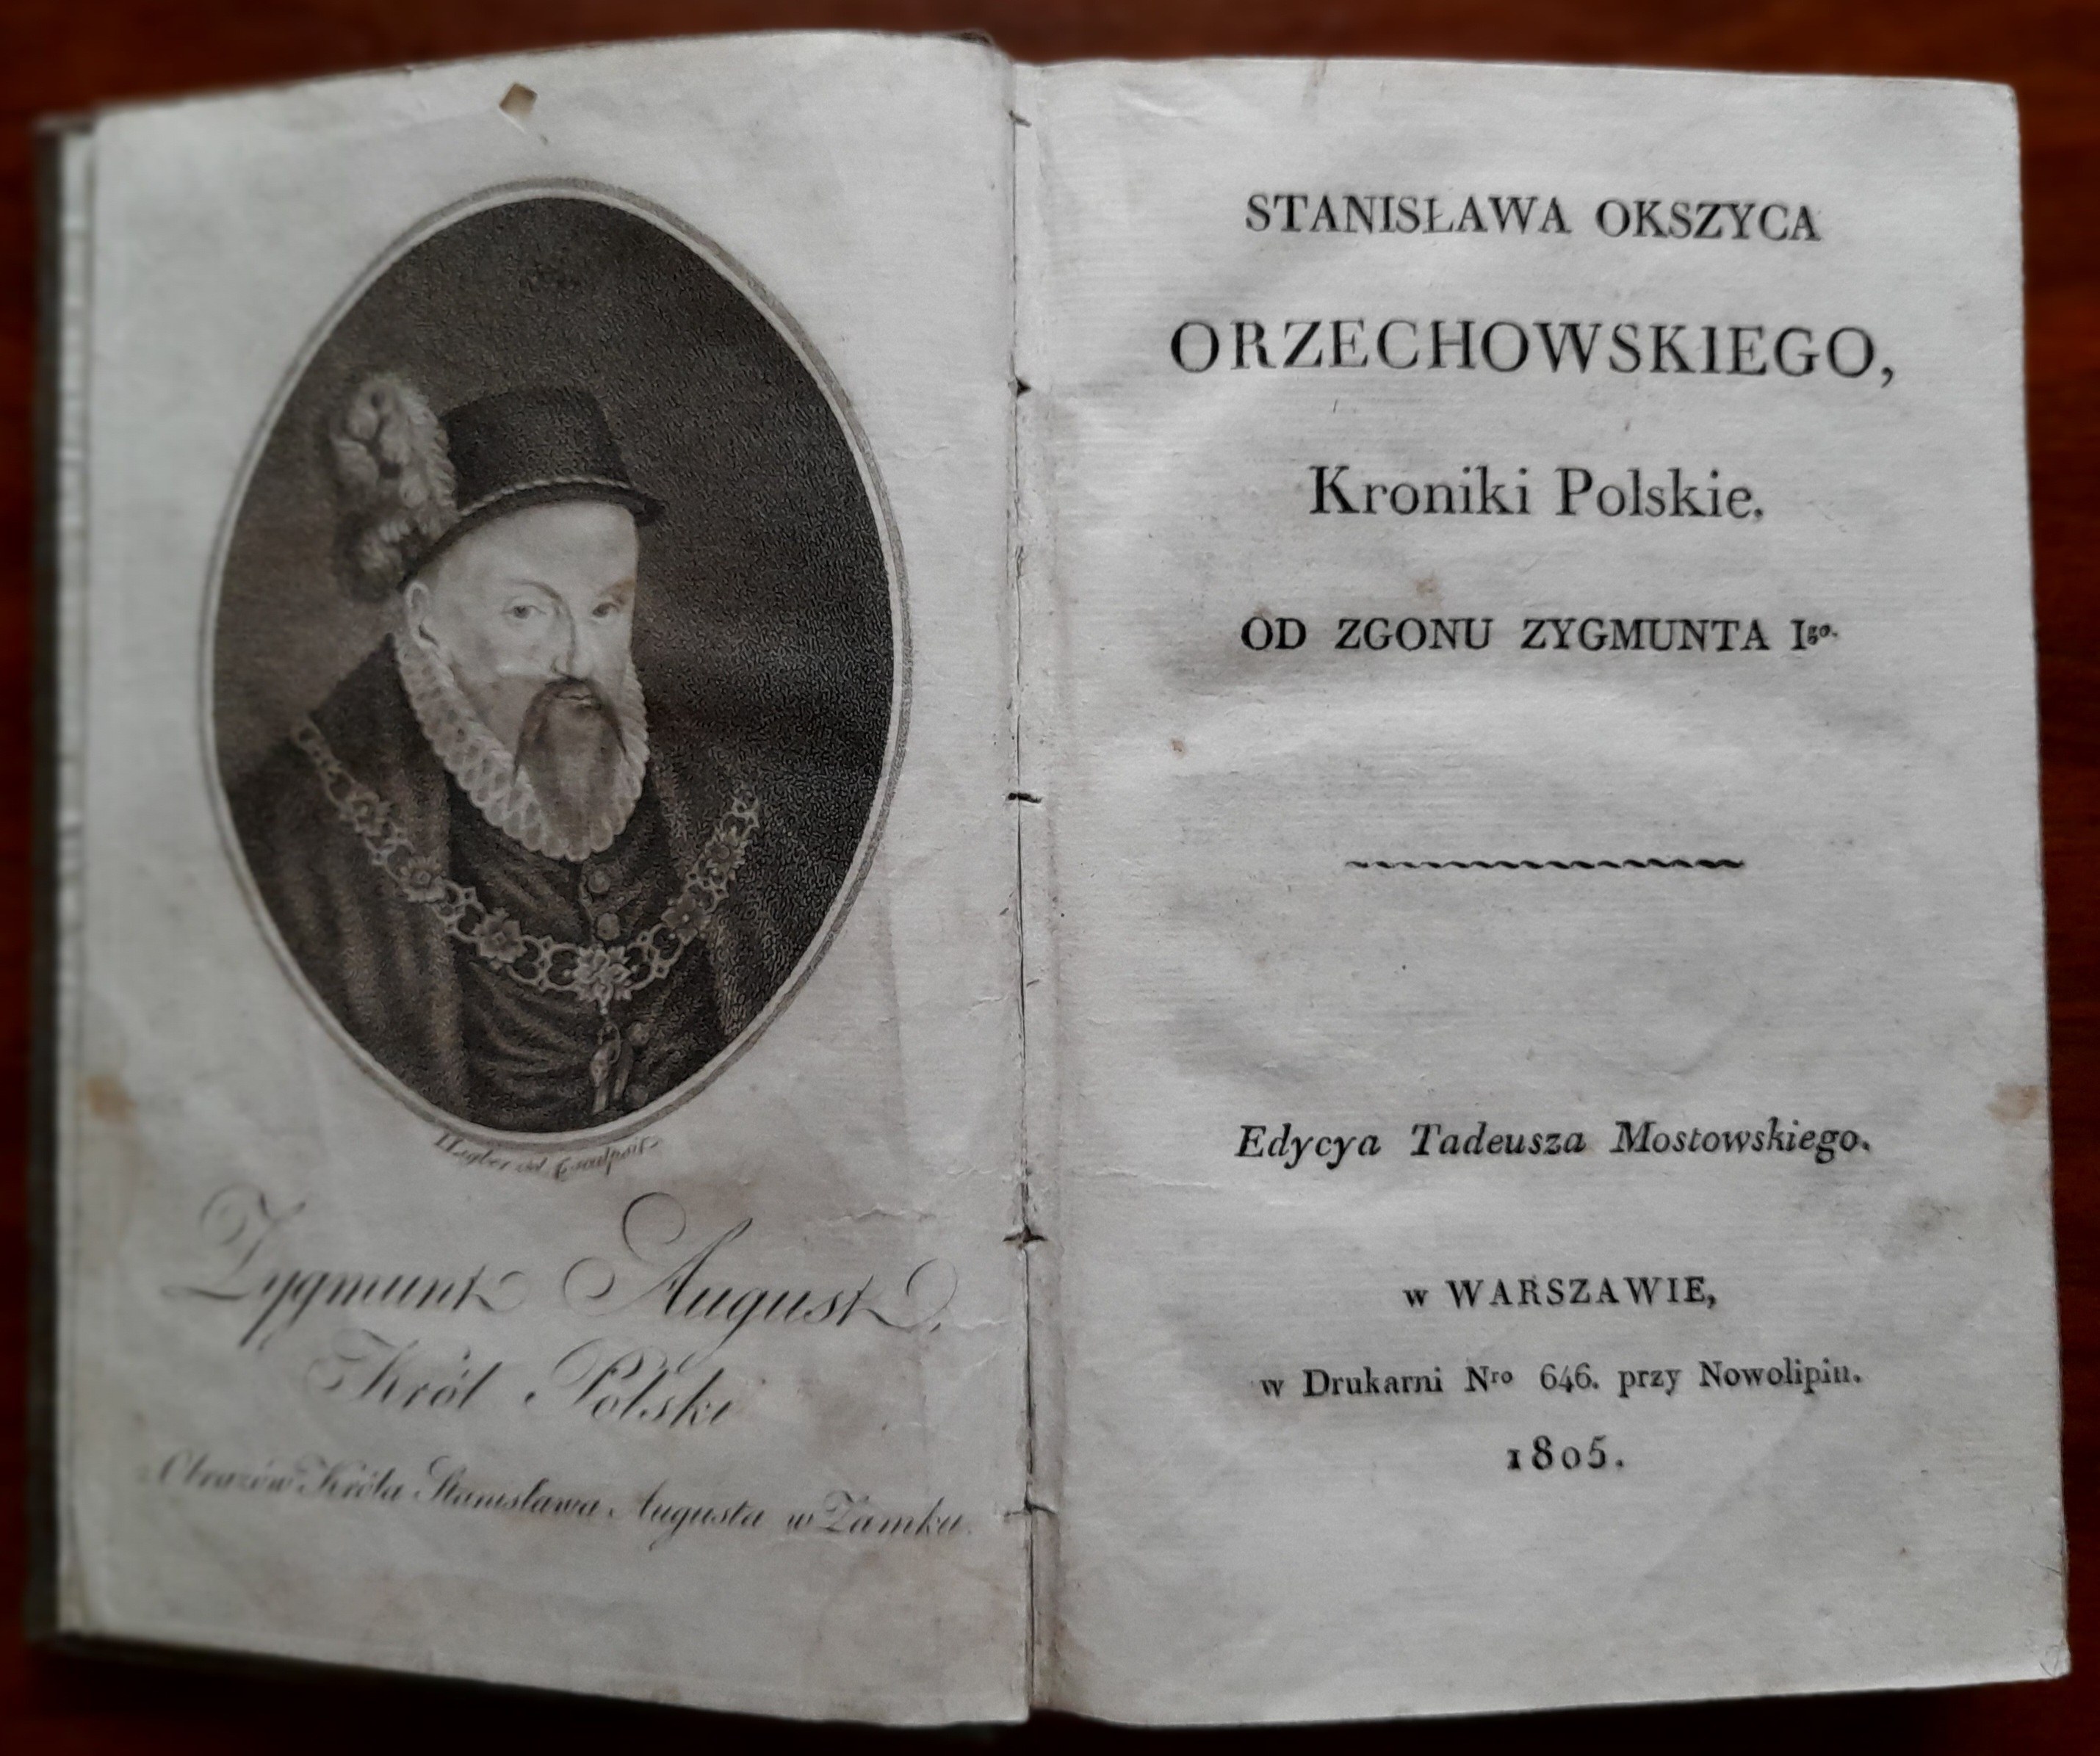 Zygmunt August,
Król Polski
Obrazów Króla Stanisława Augusta w Zamku.
STANISŁAWA OKSZYCA
ORZECHOWSKIEGO,
Kroniki Polskie.
OD ZGONU ZYGMUNTA Igo.
Edycya Tadeusza Mostowskiego.
w WARSZAWIE,
w Drukarni Nro 646. przy Nowolipiu.
1805.